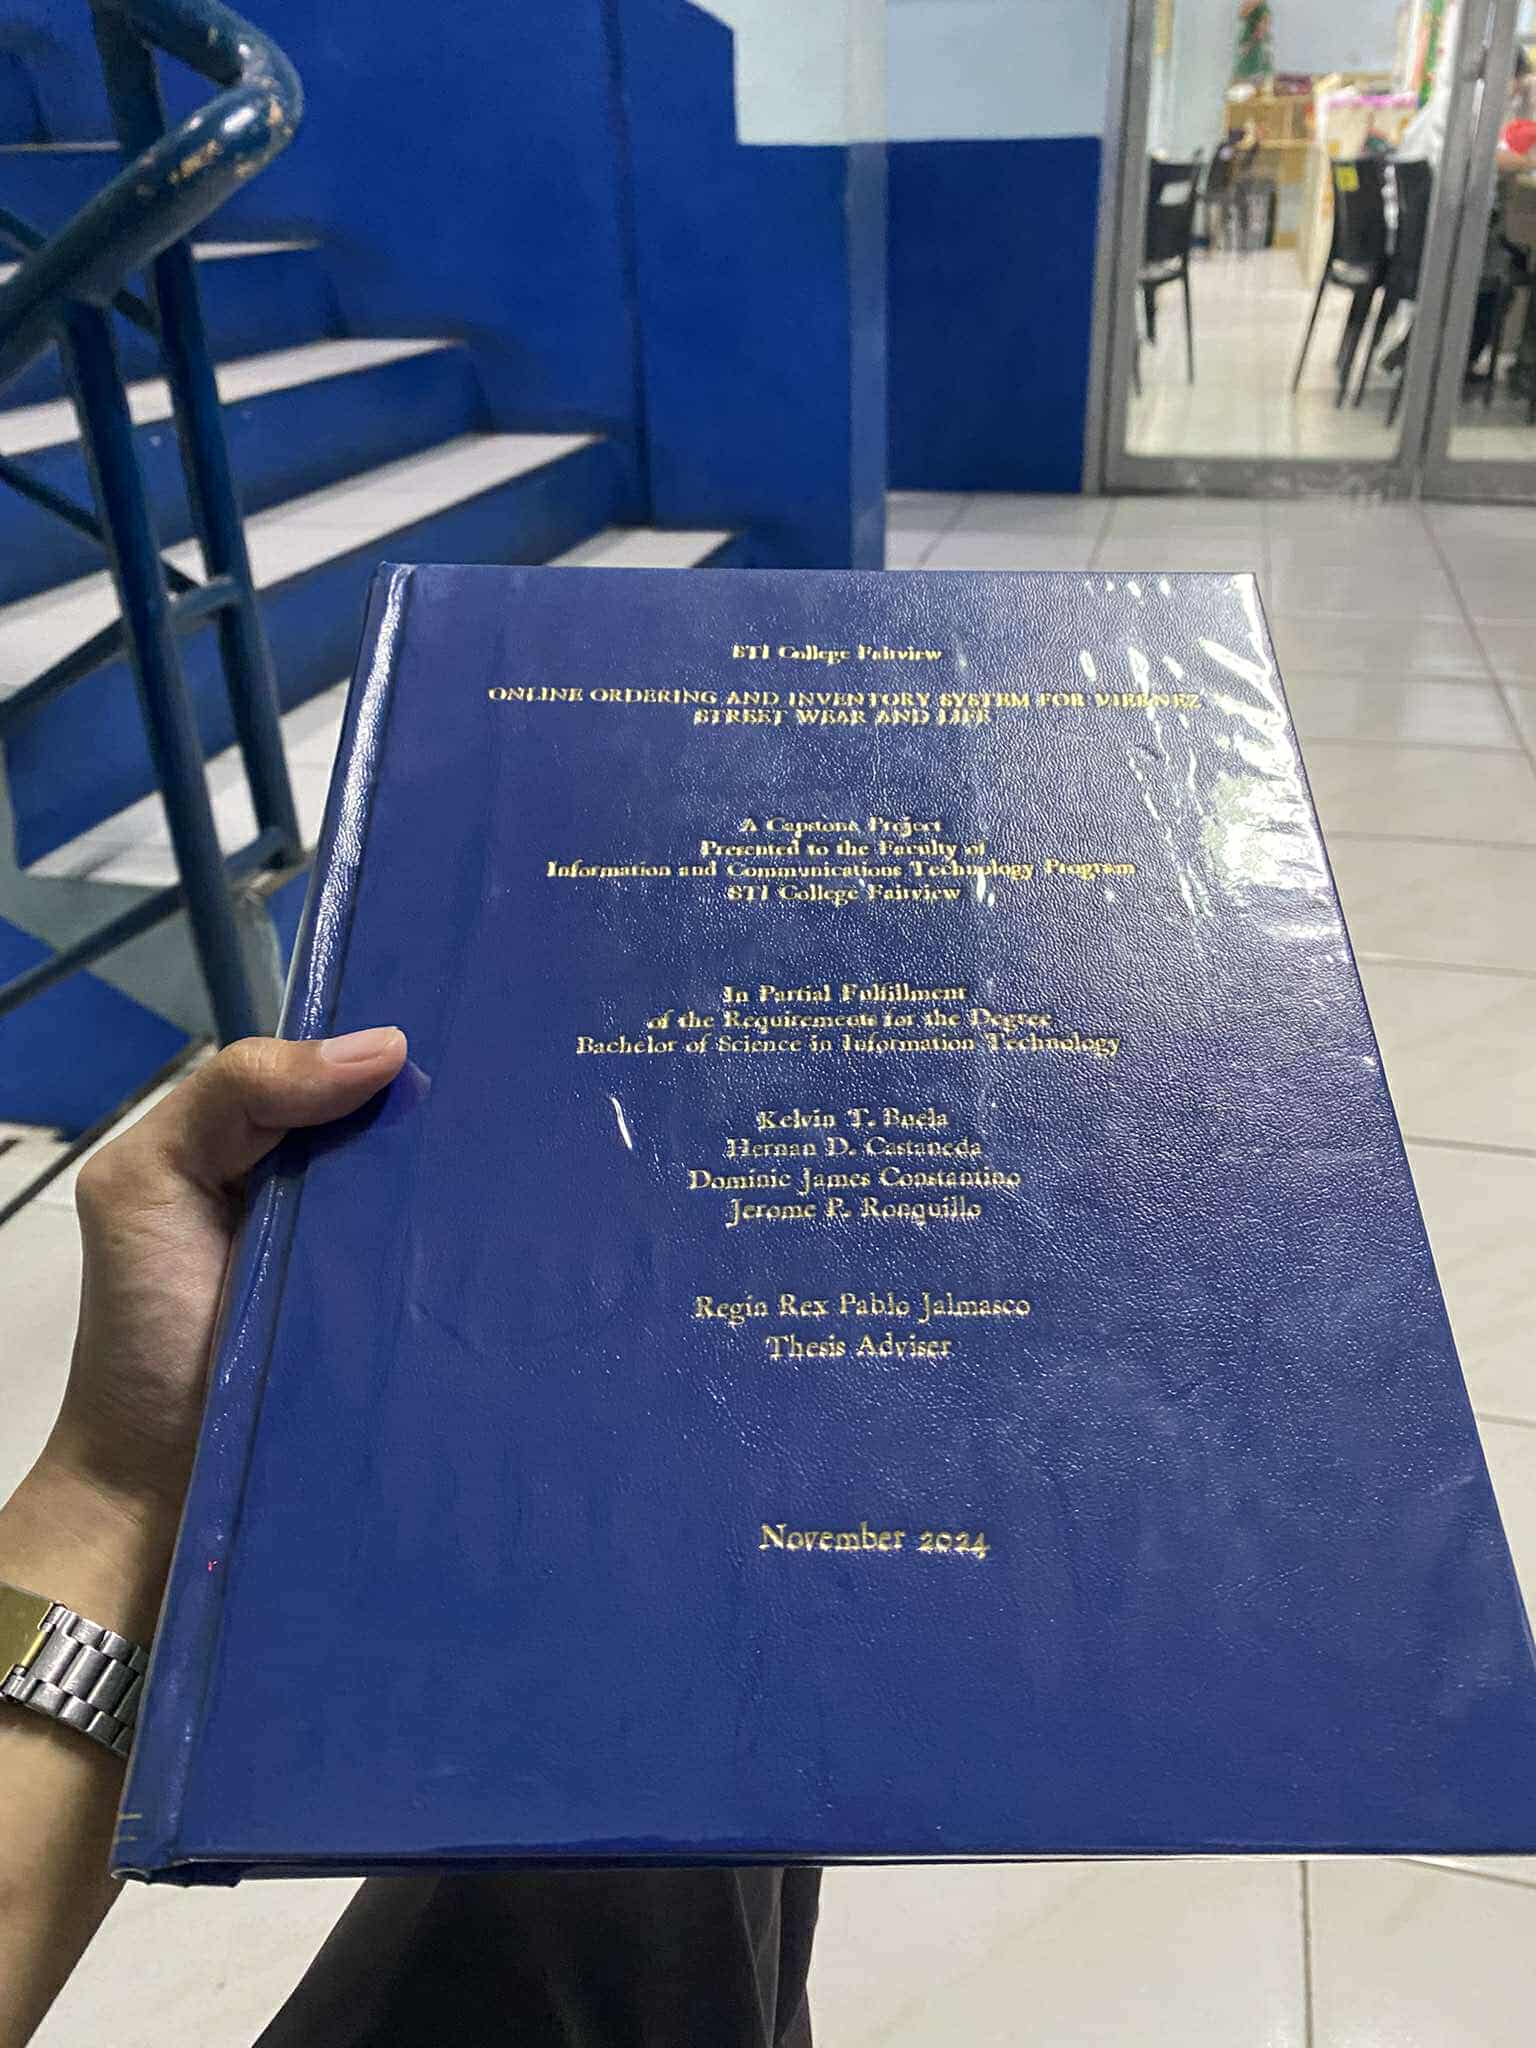 STI College Fairview
ONLINE ORDERING AND INVENTORY SYSTEM FOR VIERNEZ
STREET WEAR AND LIFE
A Capstone Project
Presented to the Faculty of
Information and Communications Technology Program
STI College Fairview
In Partial Fulfillment
of the Requirements for the Degree
Bachelor of Science in Information Technology
Kelvin T. Buela
Hernan D. Castaneda
Dominic James Constantino
Jerome P. Ronquillo
Regin Rex Pablo Jalmasco
Thesis Adviser
November 2024